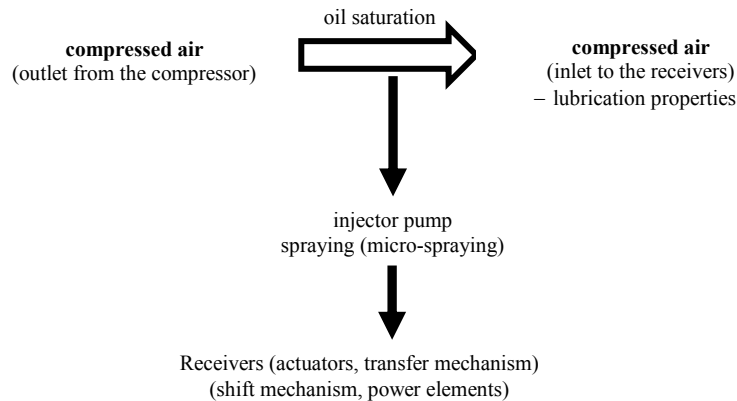 oil saturation
compressed air
(outlet from the compressor)
compressed air
(inlet to the receivers)
– lubrication properties
injector pump
spraying (micro-spraying)
Receivers (actuators, transfer mechanism)
(shift mechanism, power elements)